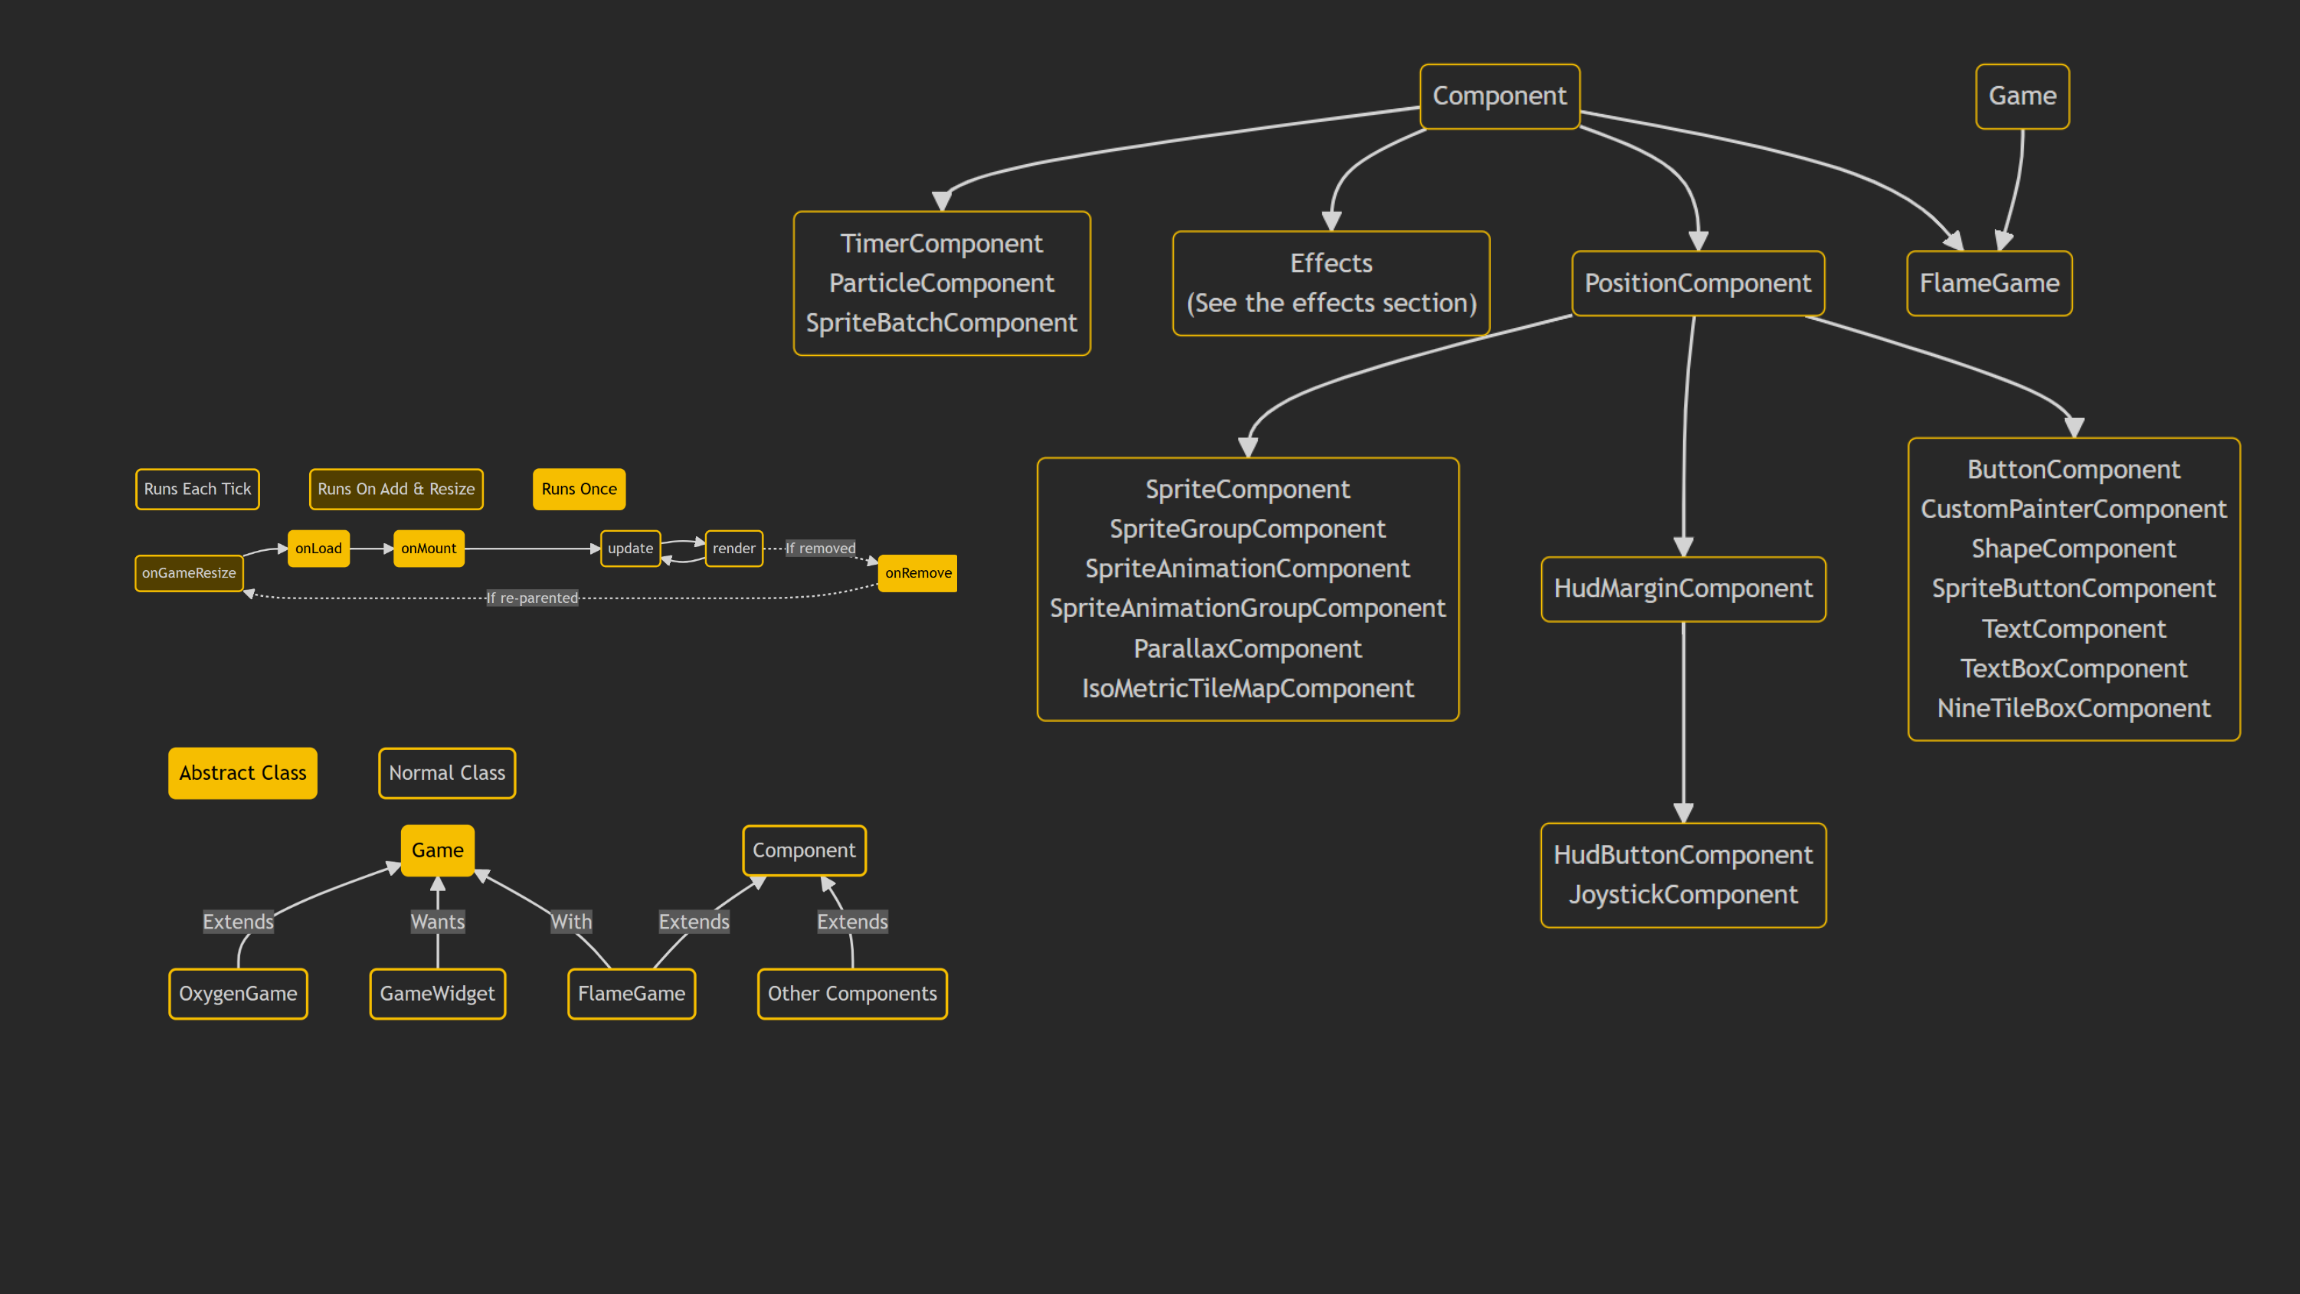 Component
Game
TimerComponent
ParticleComponent
SpriteBatchComponent
Effects
(See the effects section)
PositionComponent
FlameGame
SpriteComponent
SpriteGroupComponent
SpriteAnimationComponent
SpriteAnimationGroupComponent
ParallaxComponent
IsoMetricTileMapComponent
HudMarginComponent
ButtonComponent
CustomPainterComponent
ShapeComponent
SpriteButtonComponent
TextComponent
TextBoxComponent
NineTileBoxComponent
HudButtonComponent
JoystickComponent
Runs Each Tick
Runs On Add & Resize
Runs Once
onGameResize
onLoad
onMount
update
render
If removed
onRemove
If re-parented
Abstract Class
Normal Class
Game
Component
Extends
Wants
With
Extends
Extends
OxygenGame
GameWidget
FlameGame
Other Components